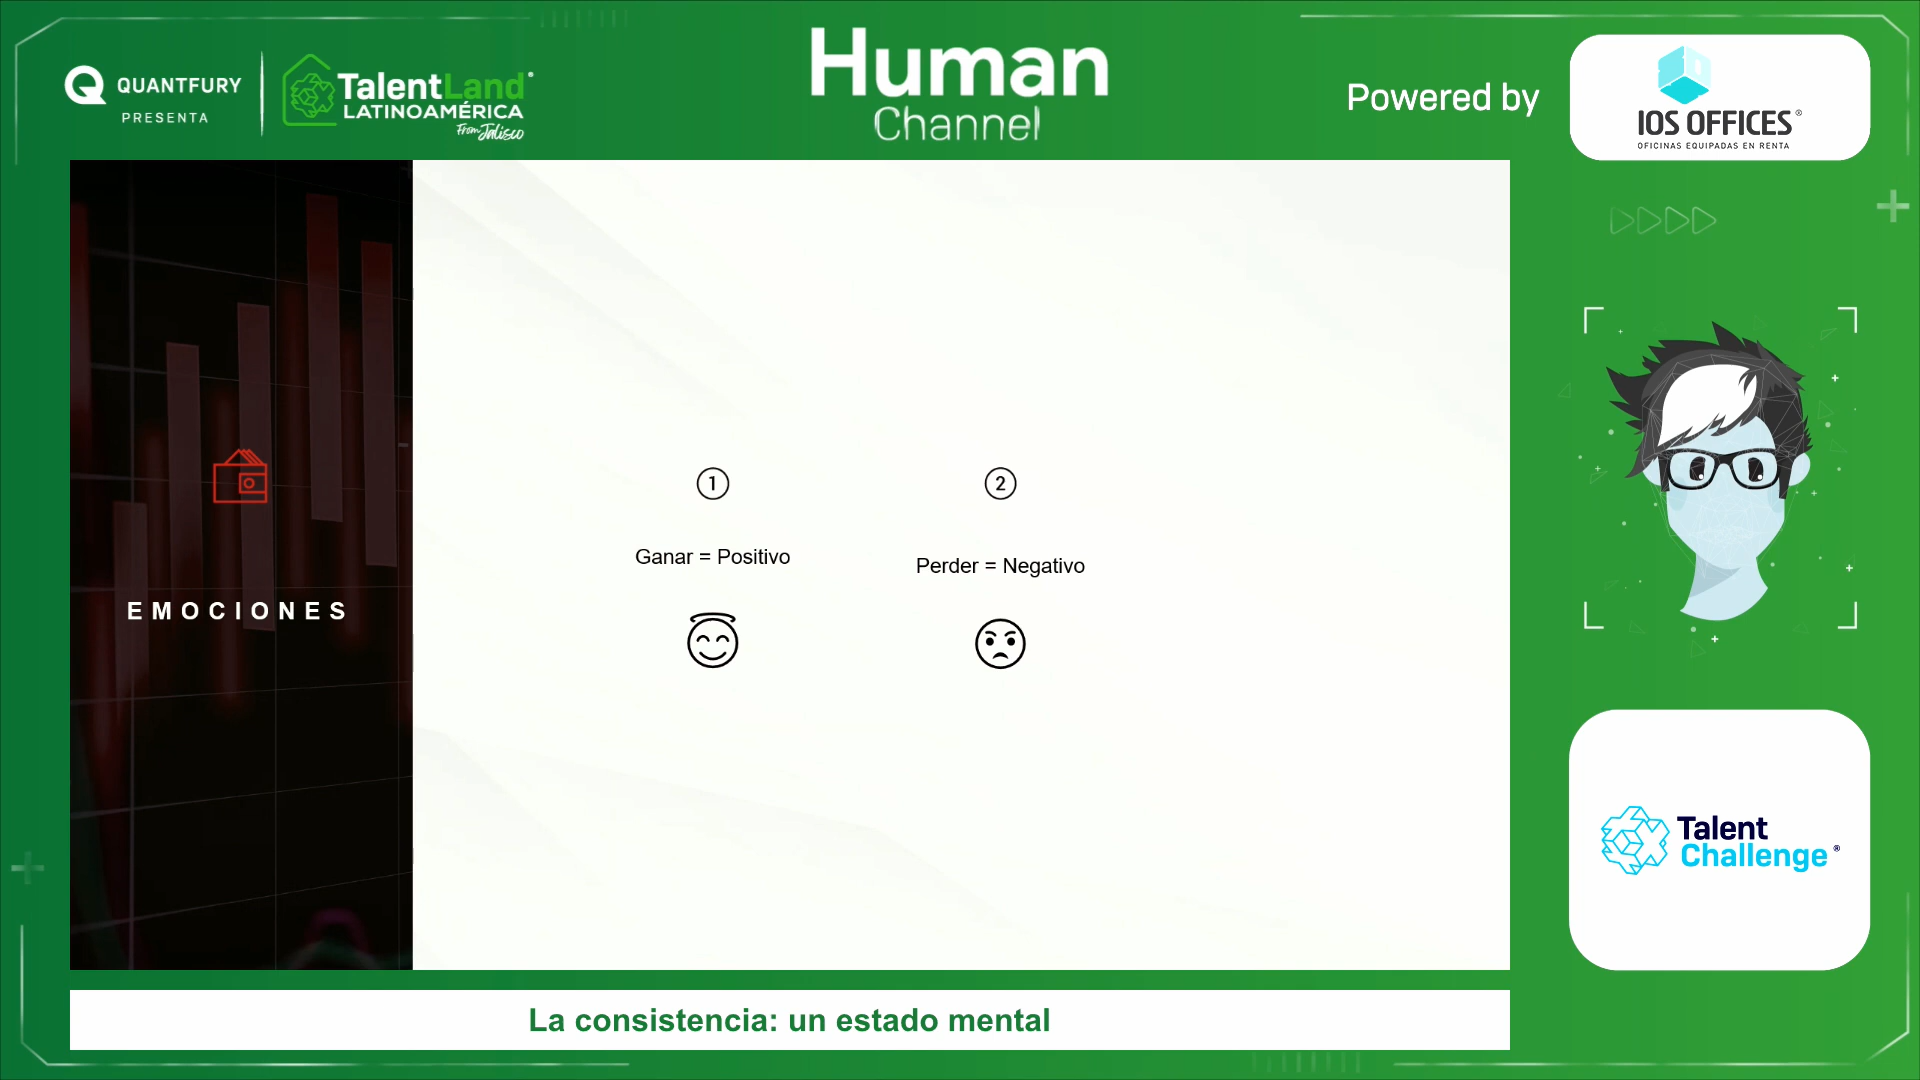 QUANTFURY
PRESENTA
TalentLand
LATINOAMÉRICA
From Jalisco
Human
Channel
Powered by
IOS OFFICES®
OFICINAS EQUIPADAS EN RENTA
EMOCIONES
1
Ganar = Positivo
2
Perder = Negativo
Talent
Challenge®
La consistencia: un estado mental